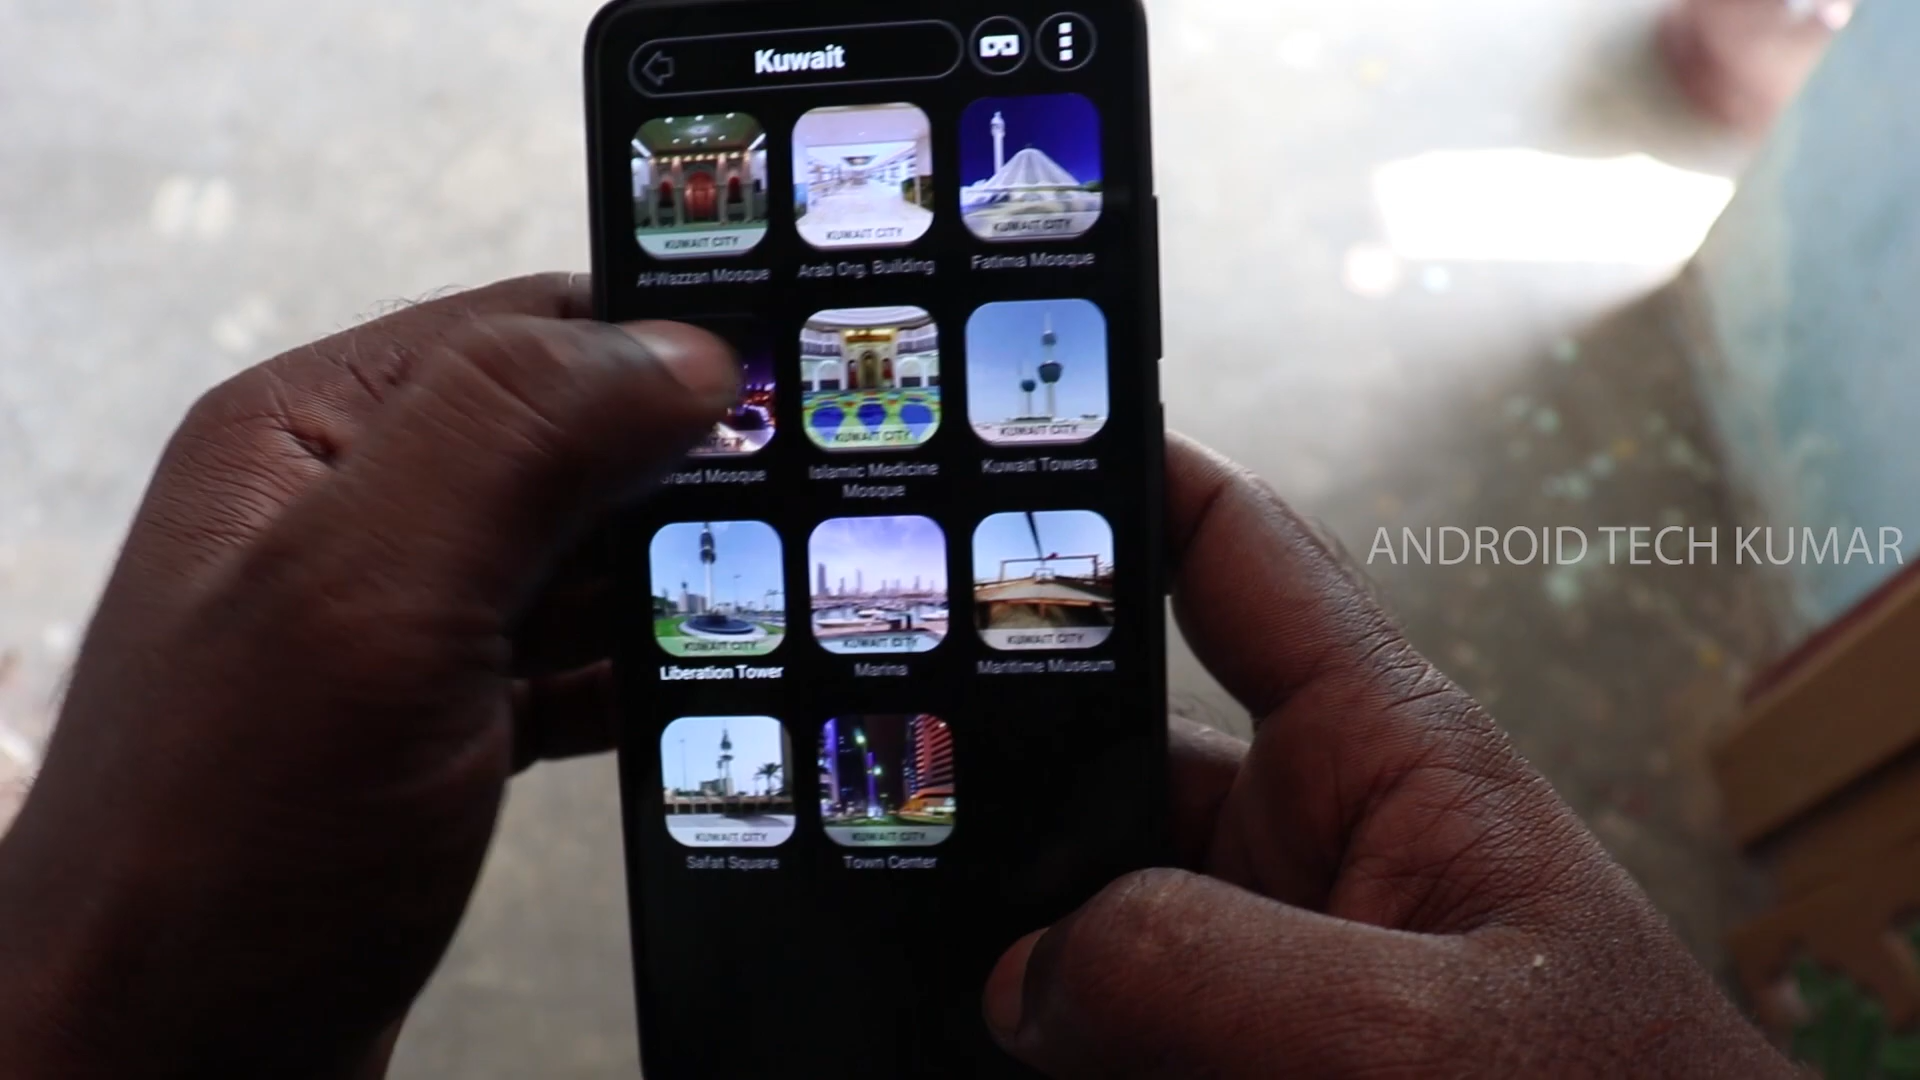 Kuwait
KUWAIT CITY
KUWAIT CITY
KUWAIT CITY
Al-Wazzan Mosque
Arab Org. Building
Fatima Mosque
KUWAIT CITY
KUWAIT CITY
Mosque
Islamic Medicine
Mosque
Kuwait Towers
KUWAIT CITY
KUWAIT CITY
KUWAIT CITY
Liberation Tower
Marina
Maritime Museum
KUWAIT CITY
KUWAIT CITY
Safat Square
Town Center
ANDROID TECH KUMAR